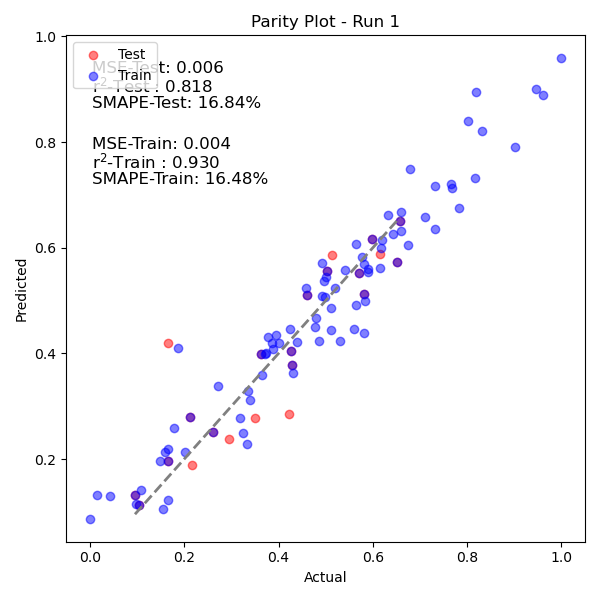 Parity Plot - Run 1
Test
Train
MSE-Test: 0.006
r²-Test : 0.818
SMAPE-Test: 16.84%
MSE-Train: 0.004
r²-Train : 0.930
SMAPE-Train: 16.48%
1.0
0.8
0.6
0.4
0.2
Predicted
0.0
0.2
0.4
0.6
0.8
1.0
Actual